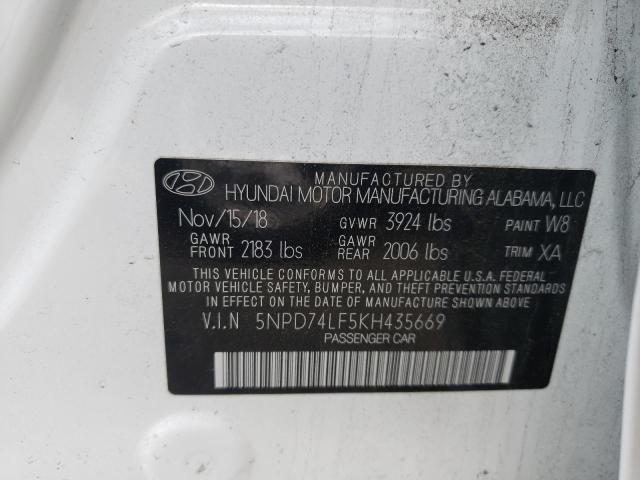 MANUFACTURED BY
HYUNDAI MOTOR MANUFACTURING ALABAMA, LLC
Nov/15/18 GVWR 3924 lbs PAINT W8
GAWR FRONT 2183 lbs GAWR REAR 2006 lbs TRIM XA
THIS VEHICLE CONFORMS TO ALL APPLICABLE U.S.A. FEDERAL
MOTOR VEHICLE SAFETY, BUMPER, AND THEFT PREVENTION STANDARDS
IN EFFECT ON THE DATE OF MANUFACTURE SHOWN ABOVE.
V.I.N 5NPD74LF5KH435669
PASSENGER CAR